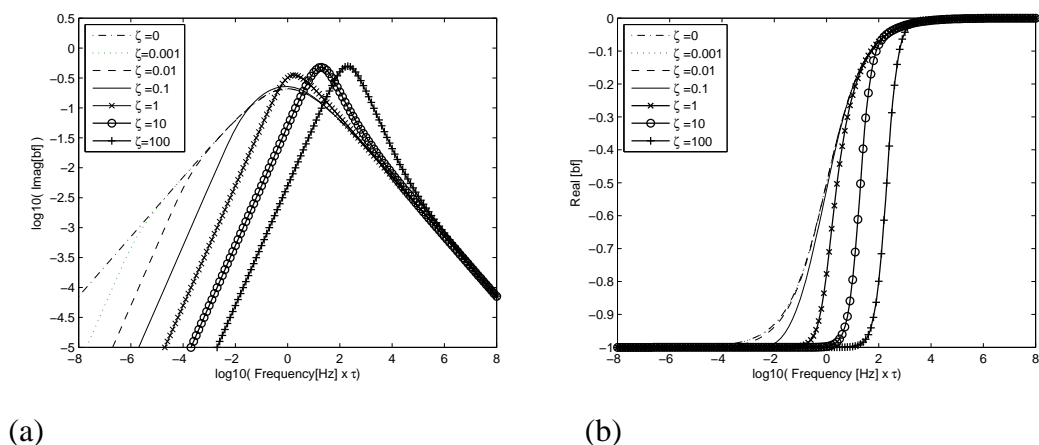 0.5
0
−0.5
−1
−1.5
−2
−2.5
−3
−3.5
−4
−4.5
−5
−8 −6 −4 −2 0 2 4 6 8
log10( Frequency[Hz] x τ)
log10( Imag[bf] )
ζ =0
ζ=0.001
ζ =0.01
ζ =0.1
ζ =1
ζ =10
ζ=100
(a)
0
−0.1
−0.2
−0.3
−0.4
−0.5
−0.6
−0.7
−0.8
−0.9
−1
−8 −6 −4 −2 0 2 4 6 8
log10( Frequency [Hz] x τ)
Real [bf]
ζ =0
ζ=0.001
ζ =0.01
ζ =0.1
ζ =1
ζ =10
ζ=100
(b)